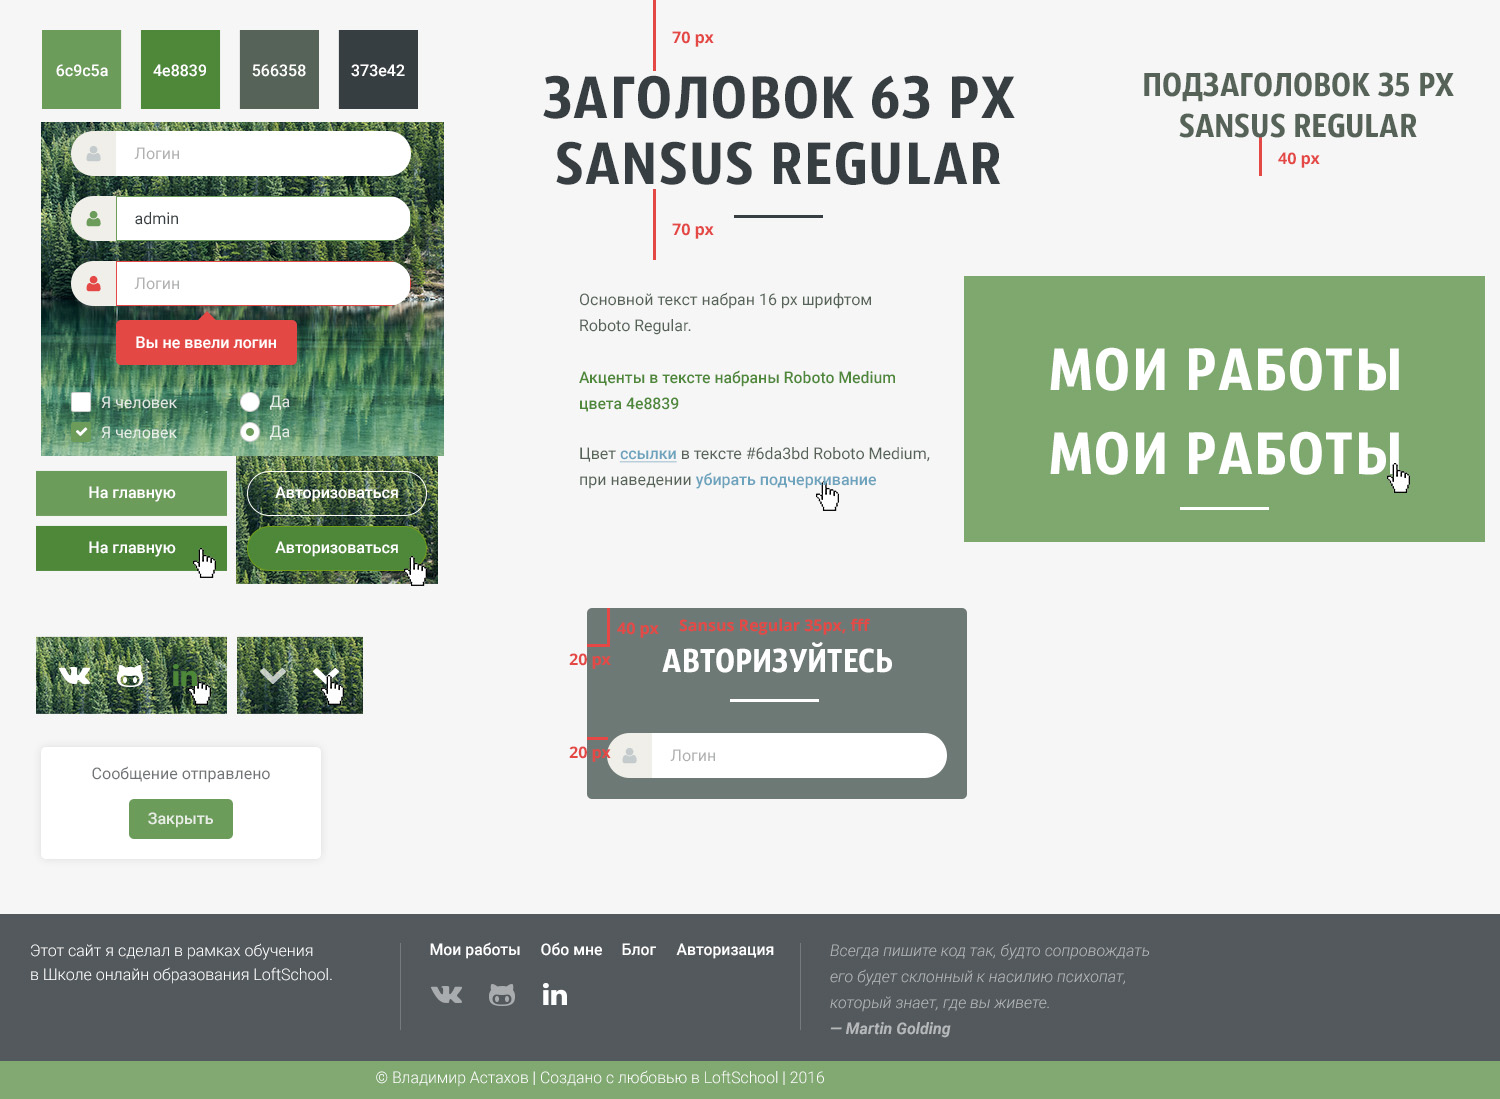 6c9c5a
4e8839
566358
373e42
Логин
admin
Логин
Вы не ввели логин
Я человек
Да
Я человек
Да
На главную
Авторизоваться
На главную
Авторизоваться
in
Сообщение отправлено
Закрыть
70 px
ЗАГОЛОВОК 63 PX
SANSUS REGULAR
70 px
ПОДЗАГОЛОВОК 35 PX
SANSUS REGULAR
40 px
Основной текст набран 16 px шрифтом
Roboto Regular.
Акценты в тексте набраны Roboto Medium
цвета 4e8839
Цвет ссылки в тексте #6da3bd Roboto Medium,
при наведении убирать подчеркивание
МОИ РАБОТЫ
МОИ РАБОТЫ
40 px
Sansus Regular 35px, fff
20 px
АВТОРИЗУЙТЕСЬ
20 px
Логин
Этот сайт я сделал в рамках обучения
в Школе онлайн образования LoftSchool.
Мои работы
Обо мне
Блог
Авторизация
in
Всегда пишите код так, будто сопровождать
его будет склонный к насилию психопат,
который знает, где вы живете.
— Martin Golding
© Владимир Астахов | Создано с любовью в LoftSchool | 2016